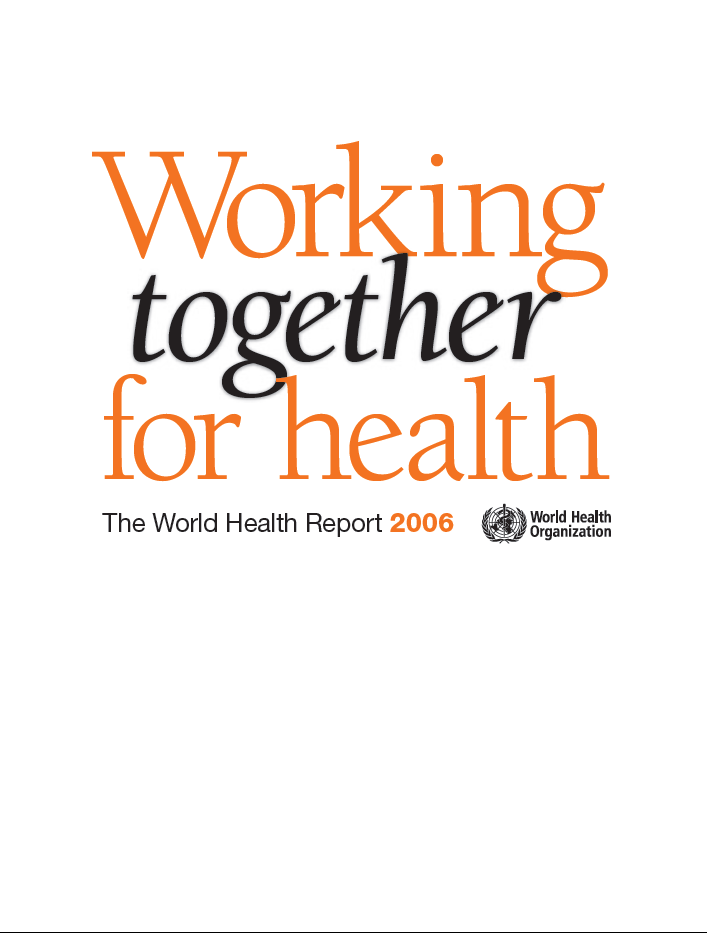 Working
together
for health
The World Health Report 2006
World Health
Organization